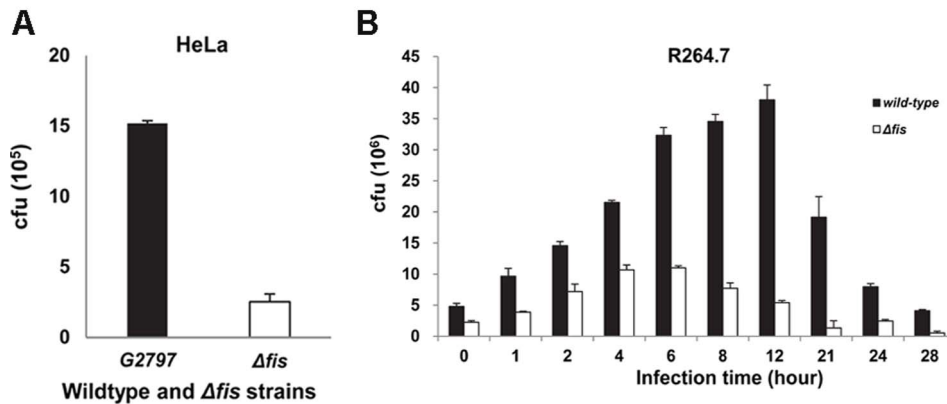 A
HeLa
20
15
10
5
0
cfu (10⁵)
G2797 Δfis
Wildtype and Δfis strains
B
R264.7
45
40
35
30
25
20
15
10
5
0
cfu (10⁶)
wild-type
Δfis
0 1 2 4 6 8 12 21 24 28
Infection time (hour)